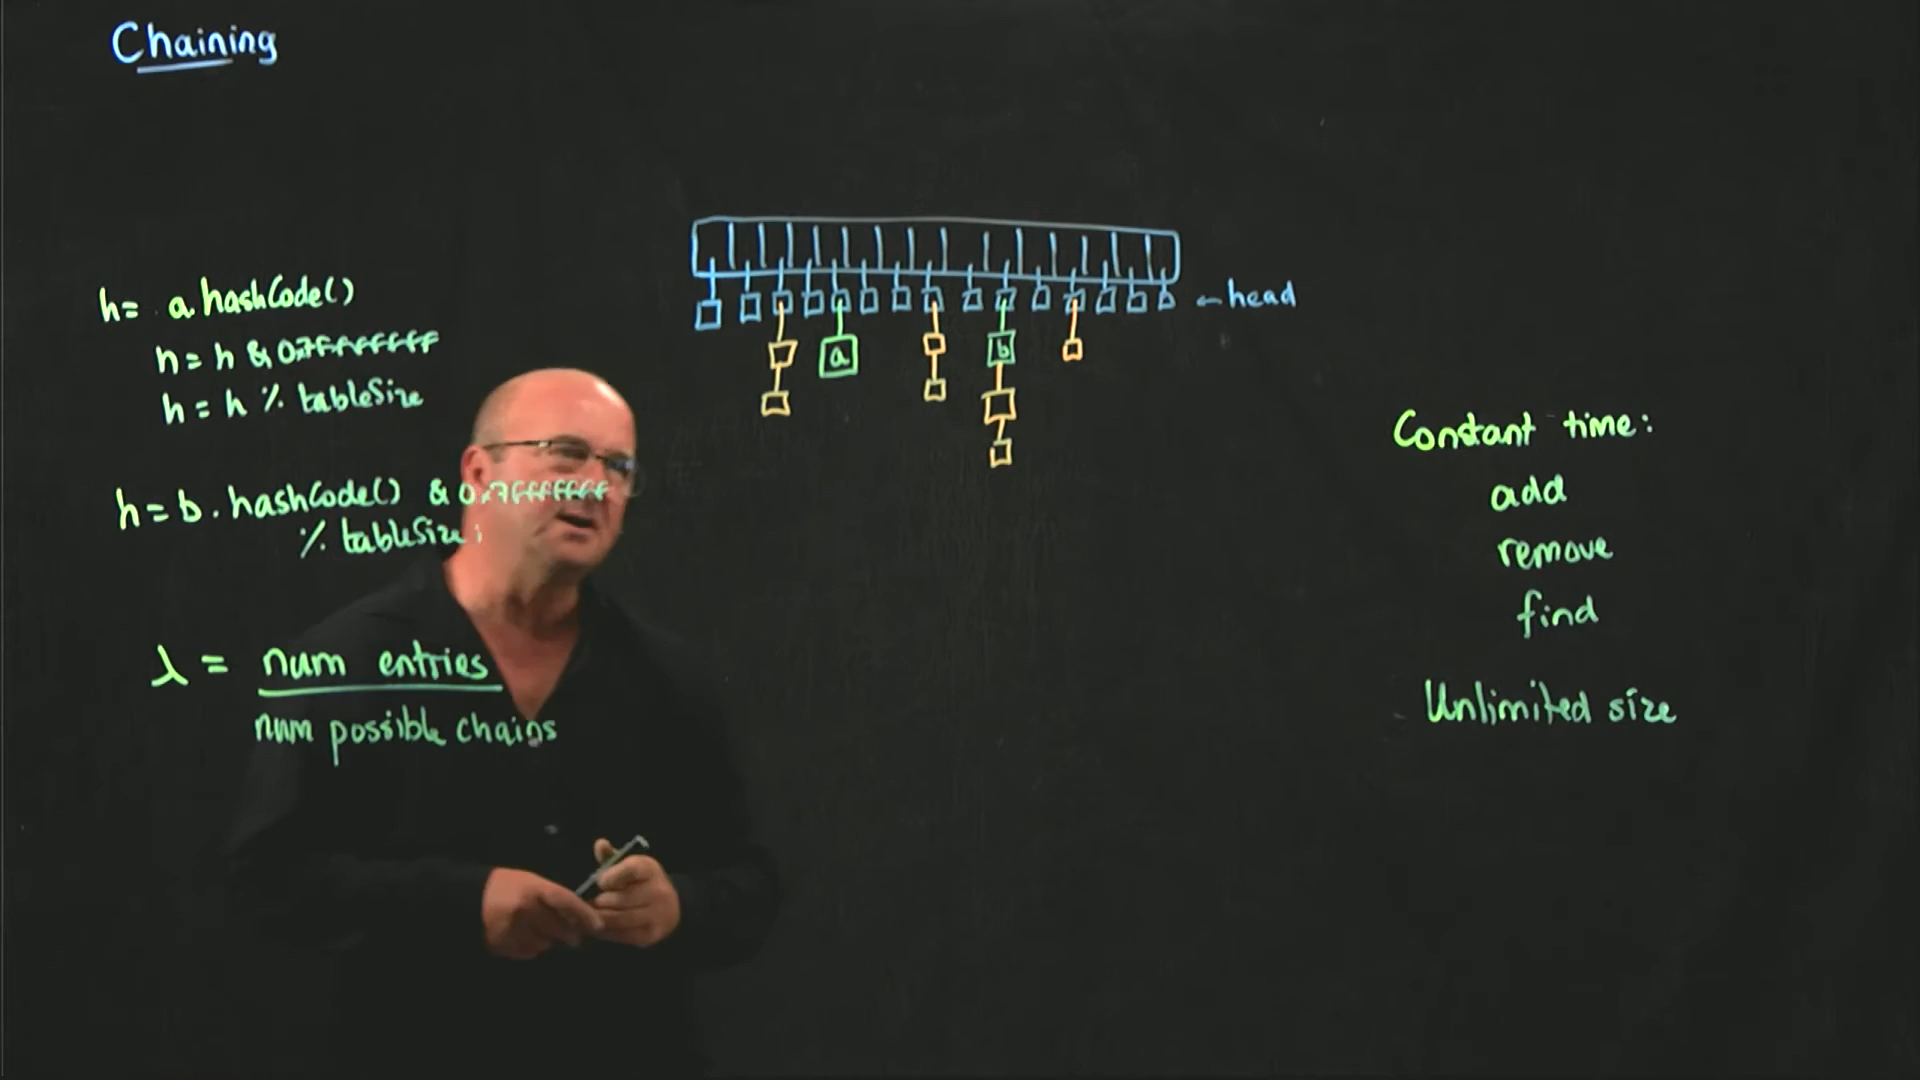 Chaining
h= a.hashCode()
h = h & 0x7fffffff
h = h % tableSize
h = b.hashCode() & 0x7fffffff
% tableSize;
λ = num entries
num possible chains
←head
a
b
Constant time:
add
remove
find
Unlimited size